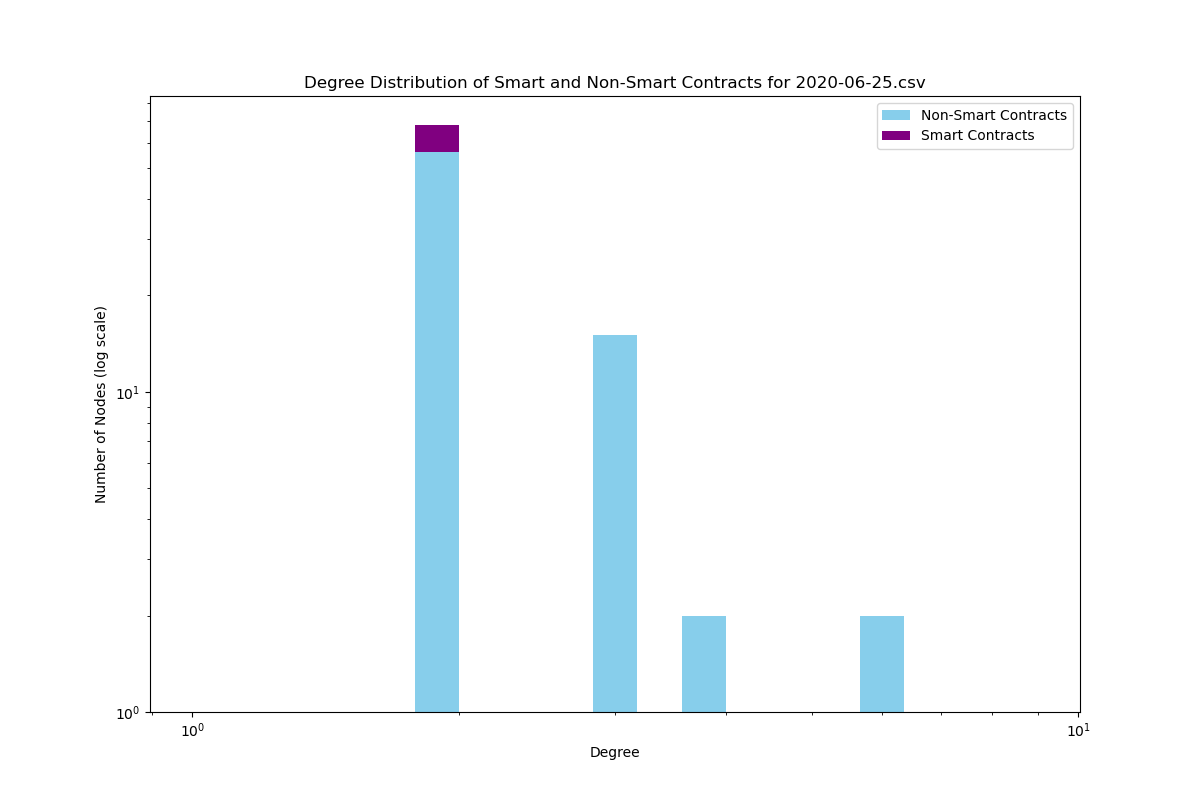 Degree Distribution of Smart and Non-Smart Contracts for 2020-06-25.csv
Non-Smart Contracts
Smart Contracts
Number of Nodes (log scale)
10¹
10⁰
10⁰ 10¹
Degree